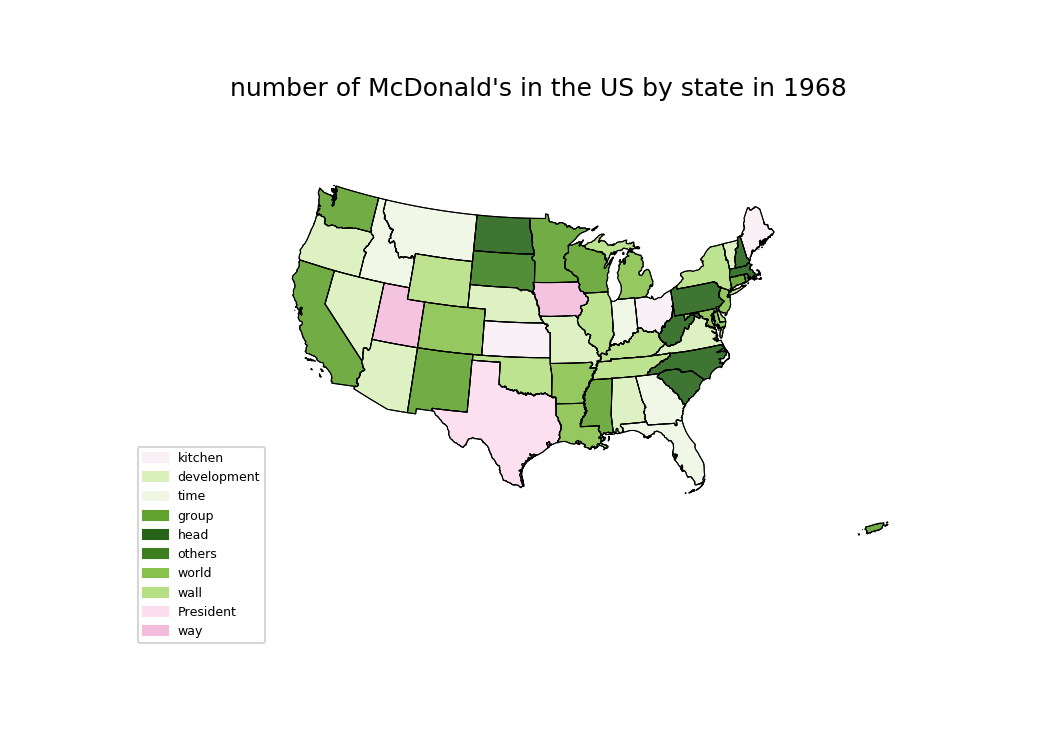 number of McDonald's in the US by state in 1968
kitchen
development
time
group
head
others
world
wall
President
way